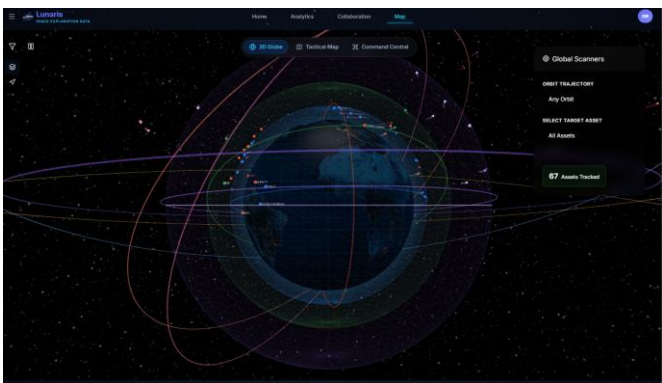 Lunaris
SPACE EXPLORATION DATA
Home Analytics Collaboration Map
3D Globe Tactical Map Command Central
Global Scanners
ORBIT TRAJECTORY
Any Orbit
SELECT TARGET ASSET
All Assets
67 Assets Tracked